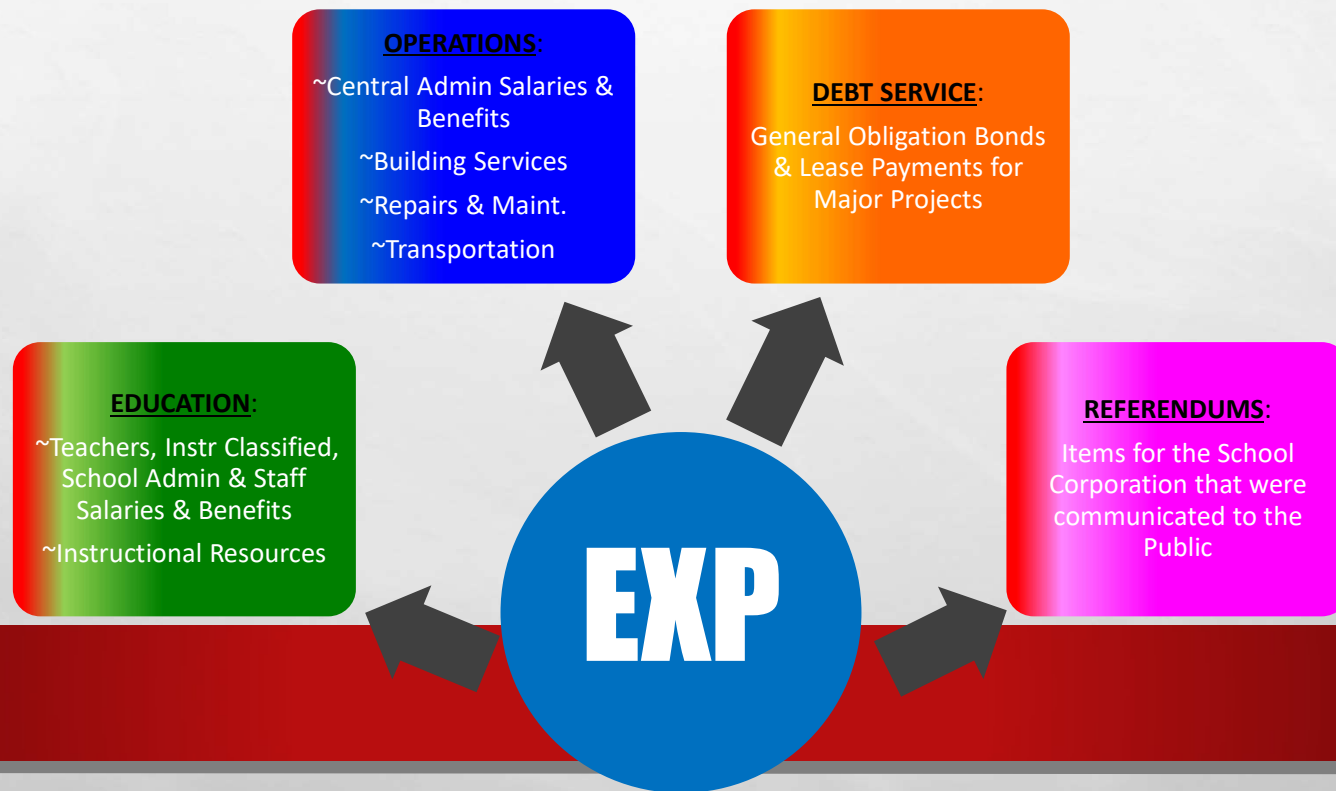 OPERATIONS:
~Central Admin Salaries &
Benefits
~Building Services
~Repairs & Maint.
~Transportation
DEBT SERVICE:
General Obligation Bonds
& Lease Payments for
Major Projects
EDUCATION:
~Teachers, Instr Classified,
School Admin & Staff
Salaries & Benefits
~Instructional Resources
REFERENDUMS:
Items for the School
Corporation that were
communicated to the
Public
EXP